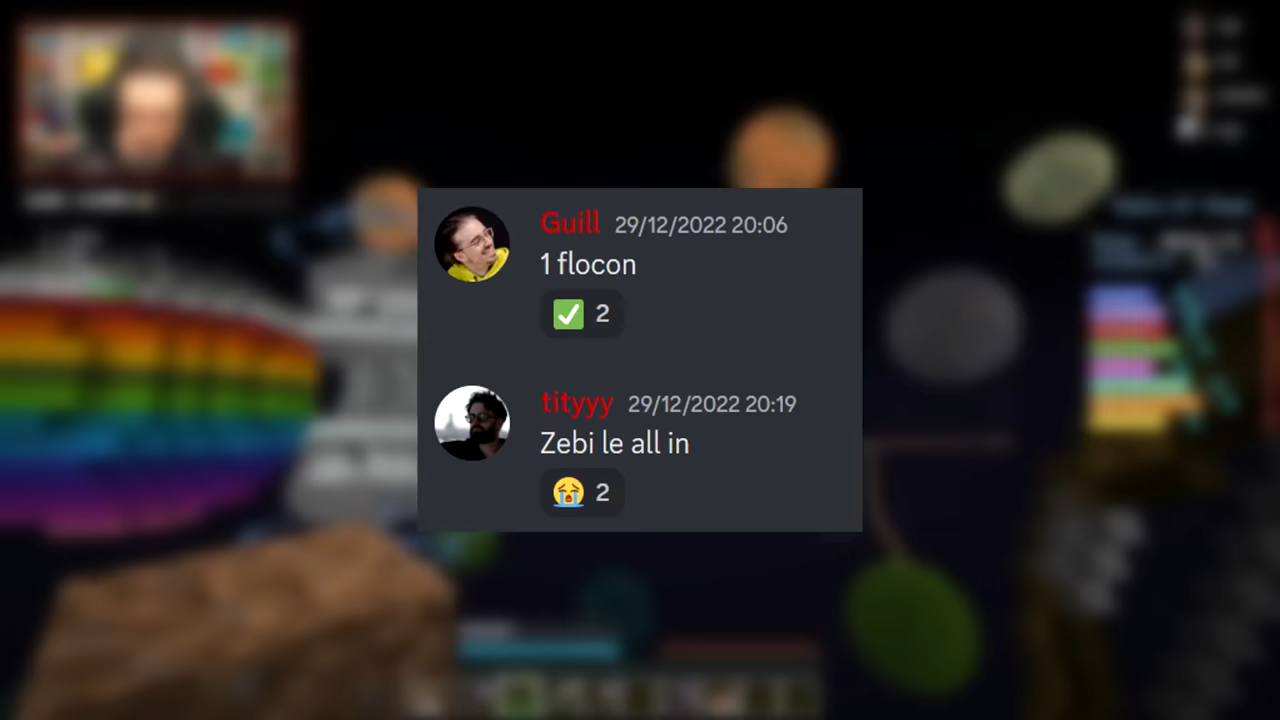 Guill 29/12/2022 20:06
1 flocon
✅ 2
tityyy 29/12/2022 20:19
Zebi le all in
😭 2